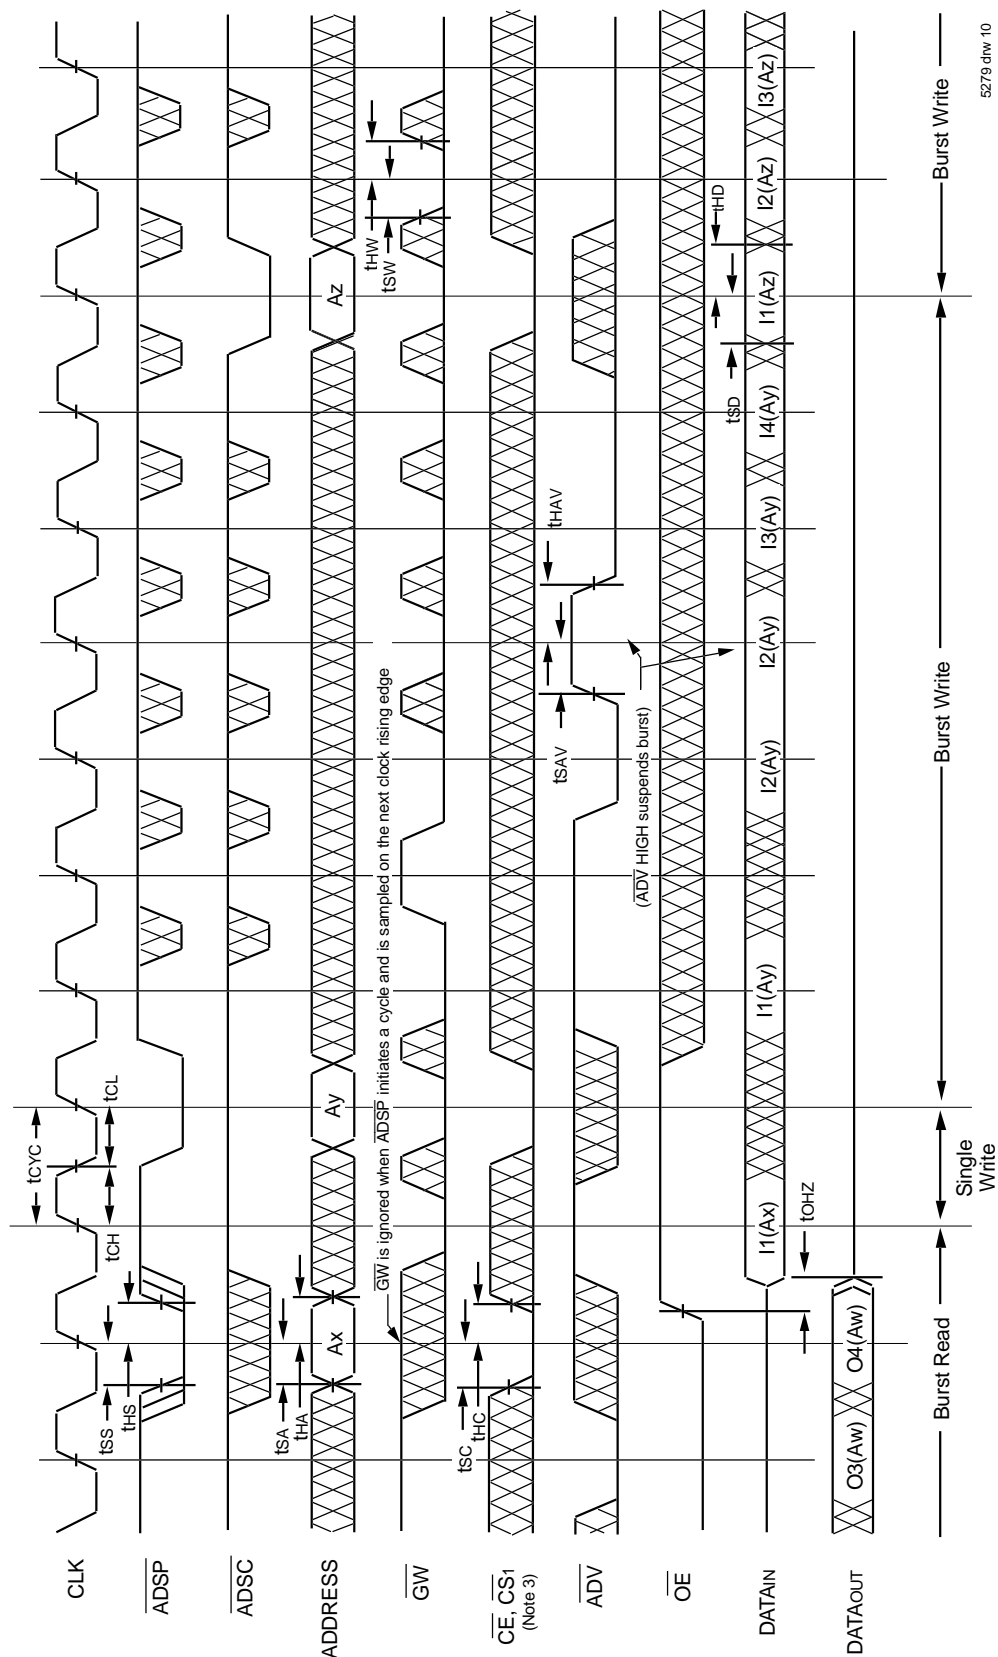 CLK
tCYC
tCH
tCL
ADSP
tSS
tHS
ADSC
ADDRESS
tSA
tHA
Ax
Ay
Az
GW
GW is ignored when ADSP initiates a cycle and is sampled on the next clock rising edge
tHW
tSW
CE, CS1
(Note 3)
tSC
tHC
ADV
tSAV
tHAV
(ADV HIGH suspends burst)
OE
DATAIN
I1(Ax)
I1(Ay)
I2(Ay)
I2(Ay)
I3(Ay)
I4(Ay)
I1(Az)
I2(Az)
I3(Az)
tSD
tHD
tOHZ
DATAOUT
O3(Aw)
O4(Aw)
Burst Read
Single
Write
Burst Write
Burst Write
5279 drw 10